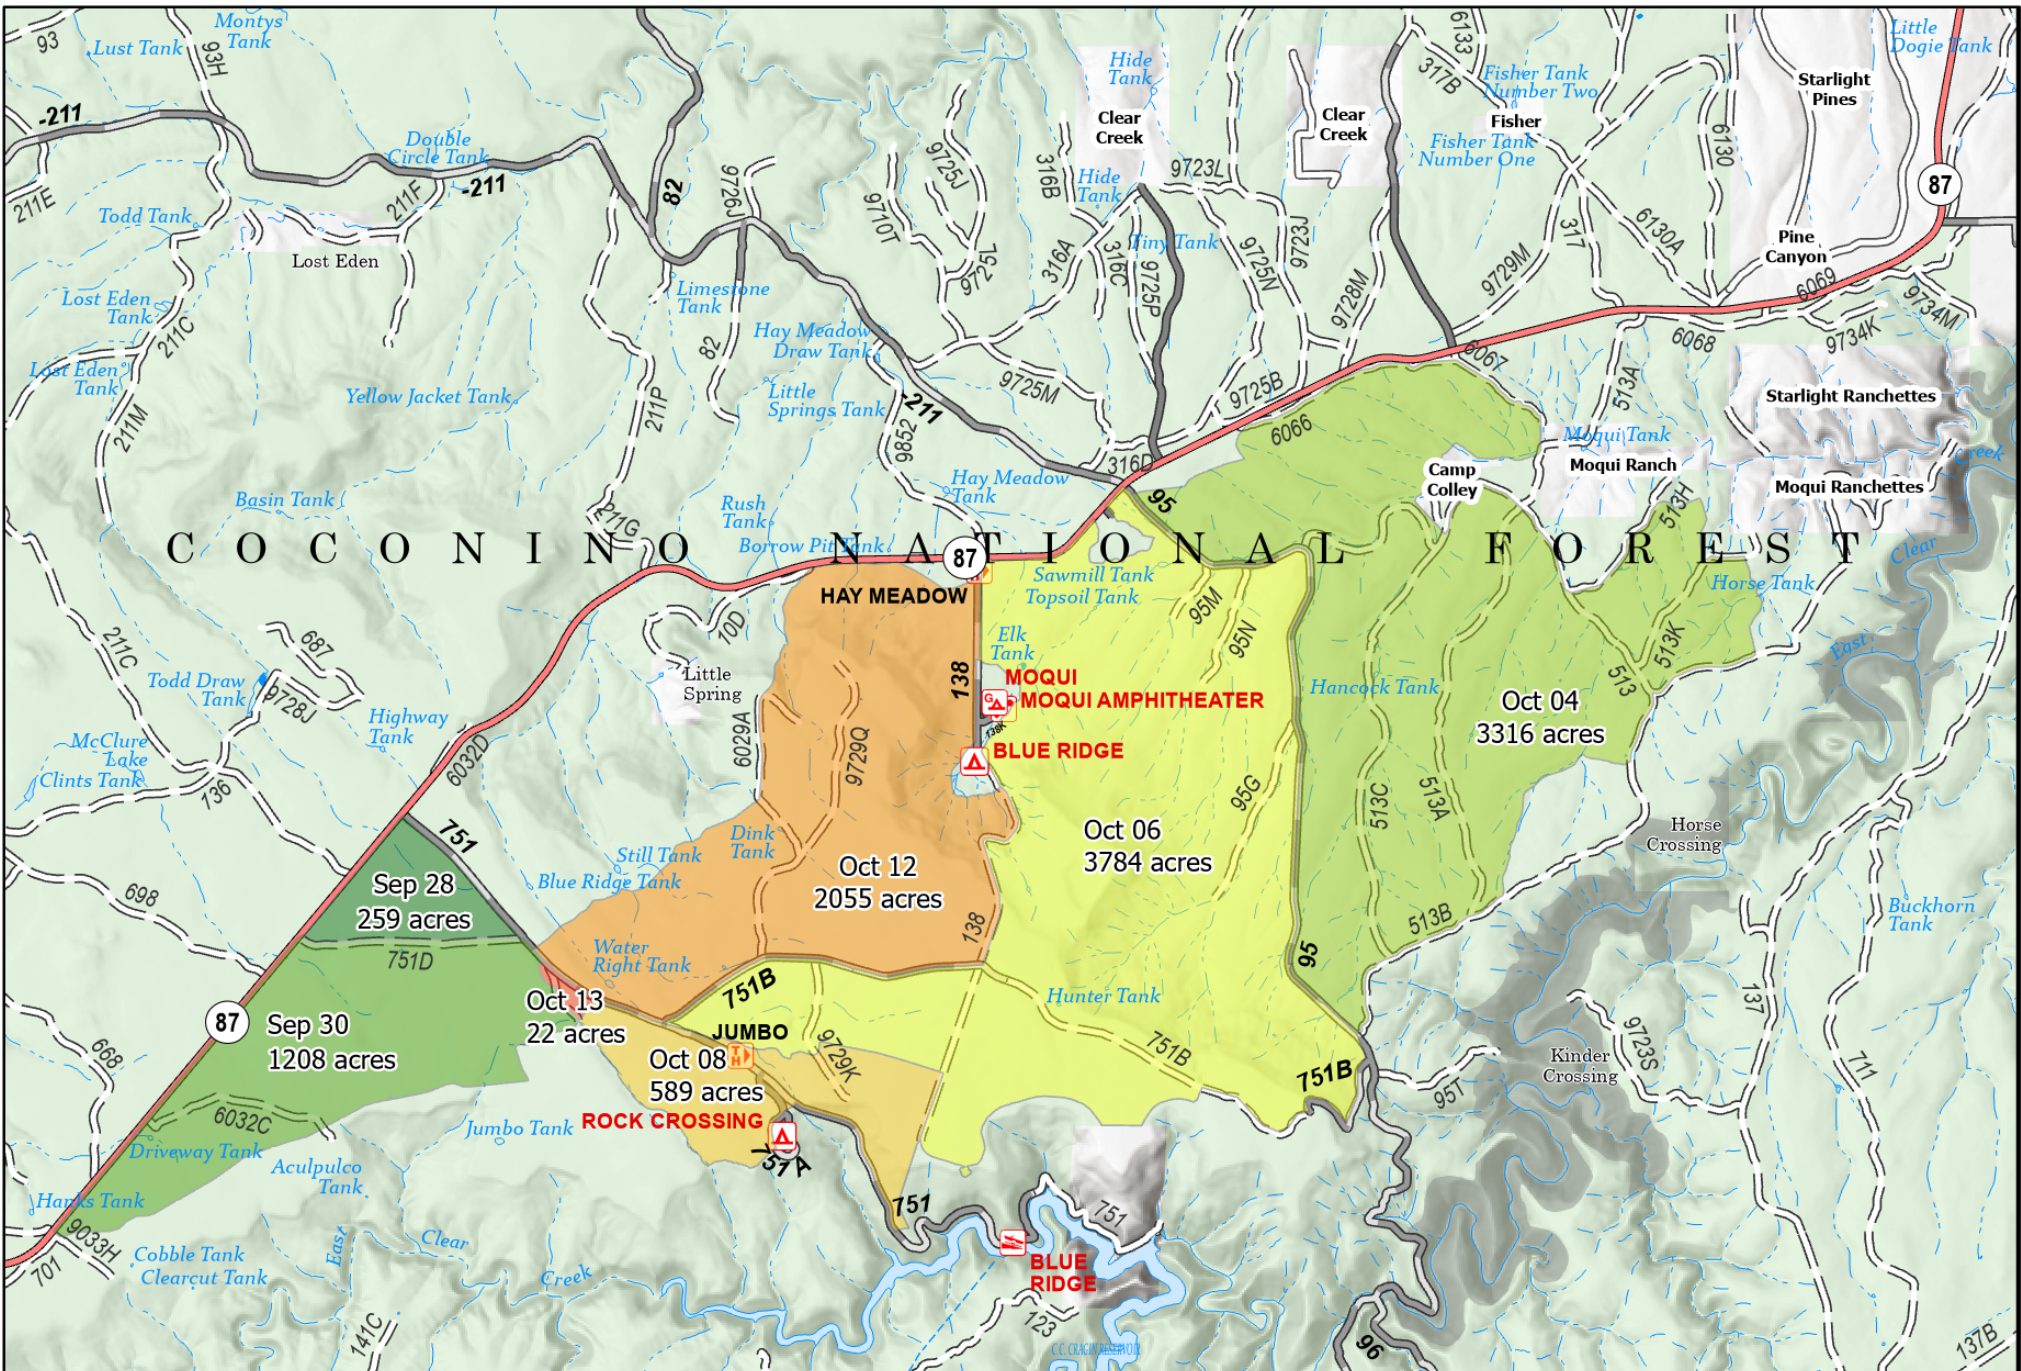 93
Lust Tank
93H
Montys
Tank
-211
211E
Double
Circle Tank
-211
211F
Todd Tank
Lost Eden
82
9726J
Limestone
Tank
82
Hay Meadow
Draw Tank
Little
Springs Tank
9710T
9725J
9725J
316B
316A
316C
9725P
Hide
Tank
Clear
Creek
Hide
Tank
Tiny Tank
9723L
9723J
9725N
9728M
Clear
Creek
6133
317B
Fisher Tank
Number Two
Fisher
Fisher Tank
Number One
317
9729M
6130A
6130
Starlight
Pines
Little
Dogie Tank
87
Pine
Canyon
6069
9734M
9734K
6068
6067
Lost Eden
Tank
211C
Lost Eden
Tank
211M
Yellow Jacket Tank
211P
-211
9725M
9852
9725B
6066
316D
513A
Starlight Ranchettes
Moqui Tank
Moqui Ranch
Moqui Ranchettes
Creek
Camp
Colley
Basin Tank
211G
Rush
Tank
Borrow Pit Tank
Hay Meadow
Tank
95
513H
COCONINO NATIONAL FOREST
87
HAY MEADOW
Sawmill Tank
Topsoil Tank
95M
95N
Elk
Tank
Clear
Horse Tank
East
513K
513
211C
687
Todd Draw
Tank
9728J
Highway
Tank
McClure
Lake
Clints Tank
736
6032D
10D
Little
Spring
6029A
9729Q
138
MOQUI
MOQUI AMPHITHEATER
138K
BLUE RIDGE
Hancock Tank
Oct 04
3316 acres
95G
513C
513A
Horse
Crossing
751
Dink
Tank
Still Tank
Blue Ridge Tank
Oct 12
2055 acres
Oct 06
3784 acres
Sep 28
259 acres
698
751D
138
Water
Right Tank
95
513B
Buckhorn
Tank
137
711
Oct 13
22 acres
87
Sep 30
1208 acres
668
751B
JUMBO
TH
Oct 08
589 acres
9729K
Hunter Tank
751B
751B
95T
Kinder
Crossing
9723S
6032C
Jumbo Tank
ROCK CROSSING
751A
Driveway Tank
Aculpulco
Tank
Hanks Tank
9033H
701
Cobble Tank
Clearcut Tank
East
Clear
Creek
141C
751
751
BLUE
RIDGE
123
C.C. CRAGIN RESERVOIR
96
137B